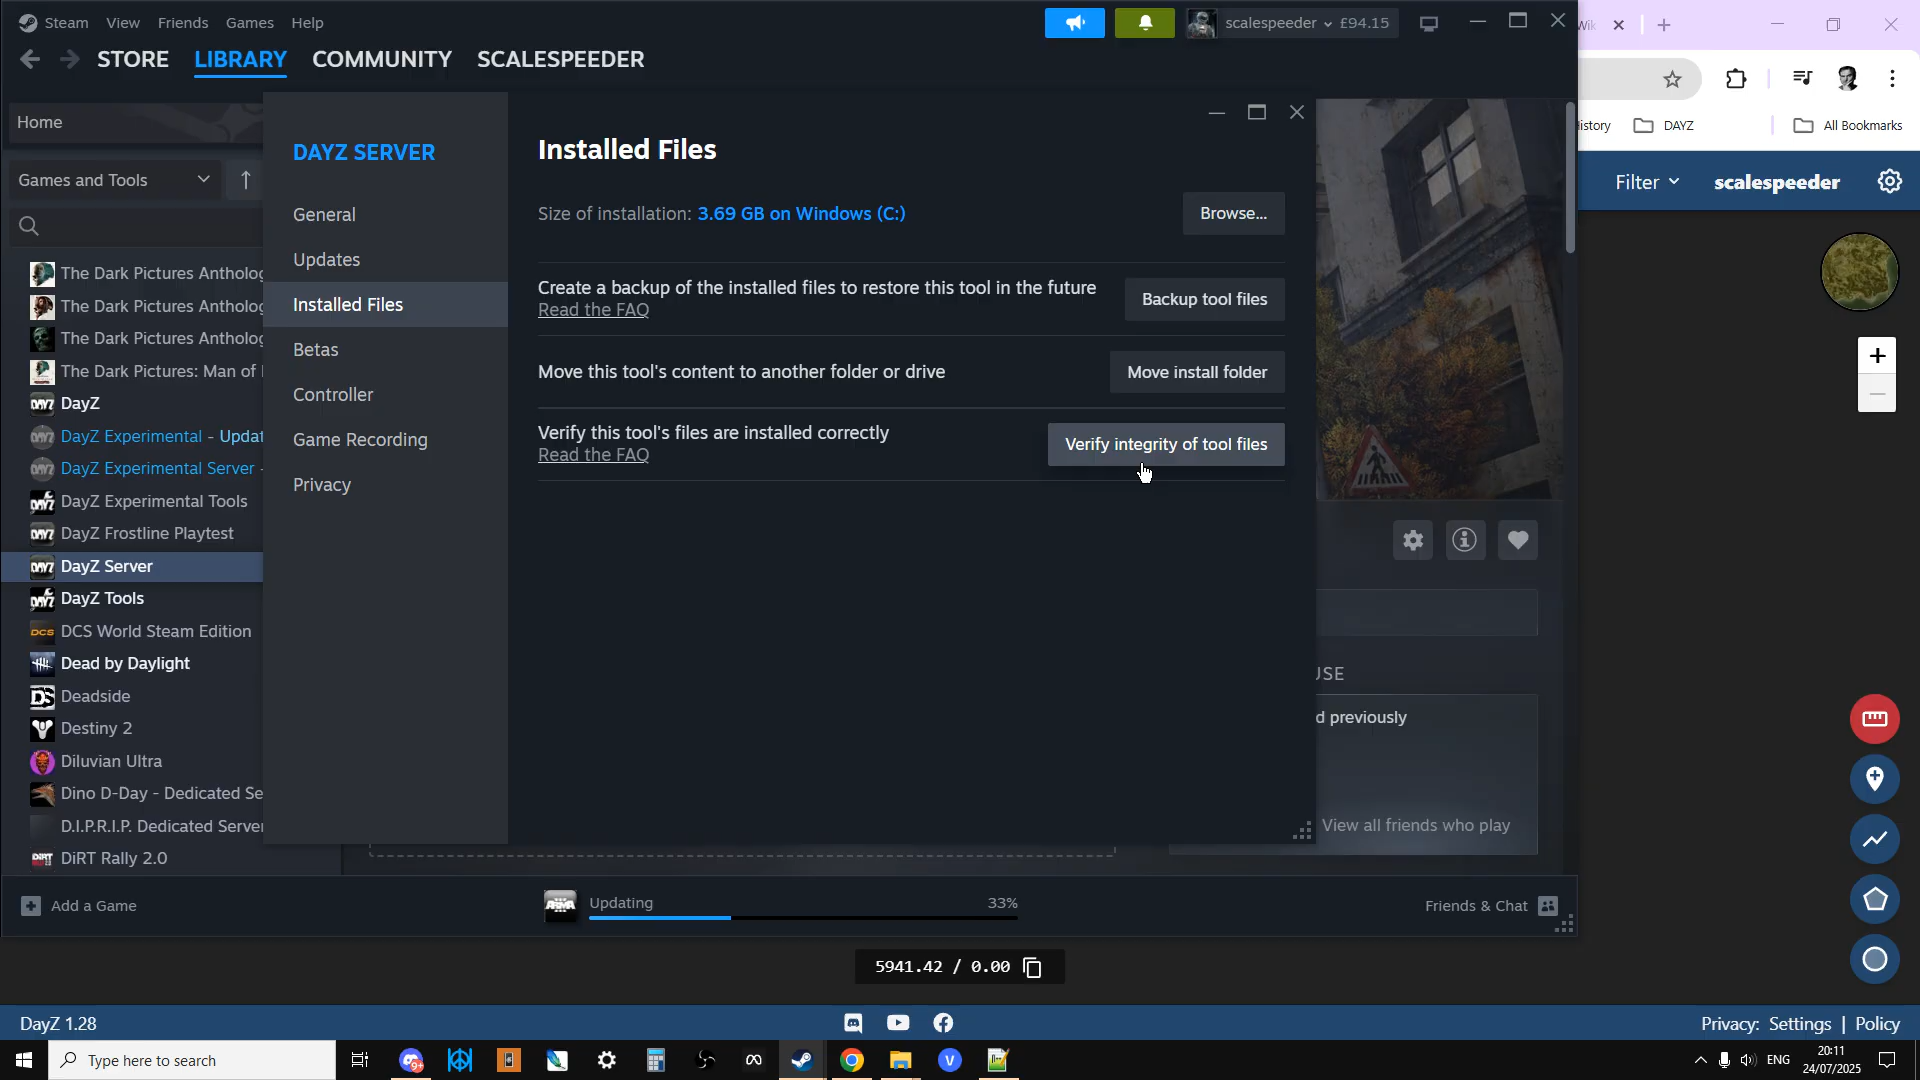 Steam View Friends Games Help
scalespeeder £94.15
STORE LIBRARY COMMUNITY SCALESPEEDER
Home
Games and Tools
The Dark Pictures Antholog
The Dark Pictures Antholog
The Dark Pictures Antholog
The Dark Pictures: Man of
DayZ
DayZ Experimental - Updat
DayZ Experimental Server -
DayZ Experimental Tools
DayZ Frostline Playtest
DayZ Server
DayZ Tools
DCS World Steam Edition
Dead by Daylight
Deadside
Destiny 2
Diluvian Ultra
Dino D-Day - Dedicated Se
D.I.P.R.I.P. Dedicated Server
DiRT Rally 2.0
Add a Game
DAYZ SERVER
General
Updates
Installed Files
Betas
Controller
Game Recording
Privacy
Installed Files
Size of installation: 3.69 GB on Windows (C:)
Browse...
Create a backup of the installed files to restore this tool in the future
Read the FAQ
Backup tool files
Move this tool's content to another folder or drive
Move install folder
Verify this tool's files are installed correctly
Read the FAQ
Verify integrity of tool files
USE
d previously
View all friends who play
Updating 33%
Friends & Chat
Wik
istory DAYZ All Bookmarks
Filter scalespeeder
+
−
5941.42 / 0.00
DayZ 1.28
Privacy: Settings | Policy
Type here to search
ENG
20:11
24/07/2025